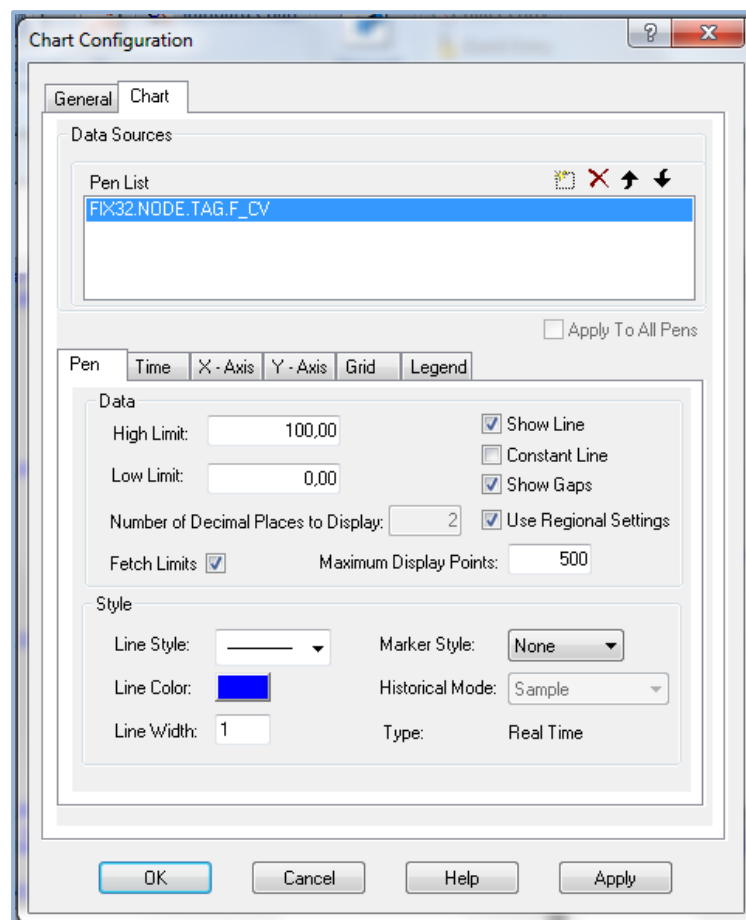 Chart Configuration
General Chart
Data Sources
Pen List
FIX32.NODE.TAG.F_CV
Apply To All Pens
Pen Time X - Axis Y - Axis Grid Legend
Data
High Limit: 100,00 Show Line
Constant Line
Low Limit: 0,00 Show Gaps
Number of Decimal Places to Display: 2 Use Regional Settings
Fetch Limits Maximum Display Points: 500
Style
Line Style: Marker Style: None
Line Color: Historical Mode: Sample
Line Width: 1 Type: Real Time
OK Cancel Help Apply